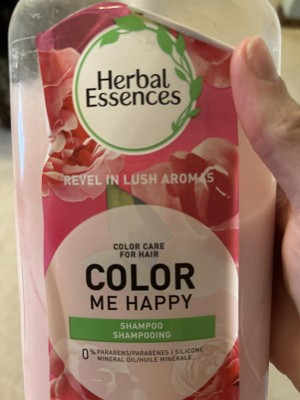 Herbal
Essences
REVEL IN LUSH AROMAS
COLOR CARE
FOR HAIR
COLOR
ME HAPPY
SHAMPOO
SHAMPOOING
0% PARABENS/PARABÈNES | SILICONE
MINERAL OIL/HUILE MINÉRALE